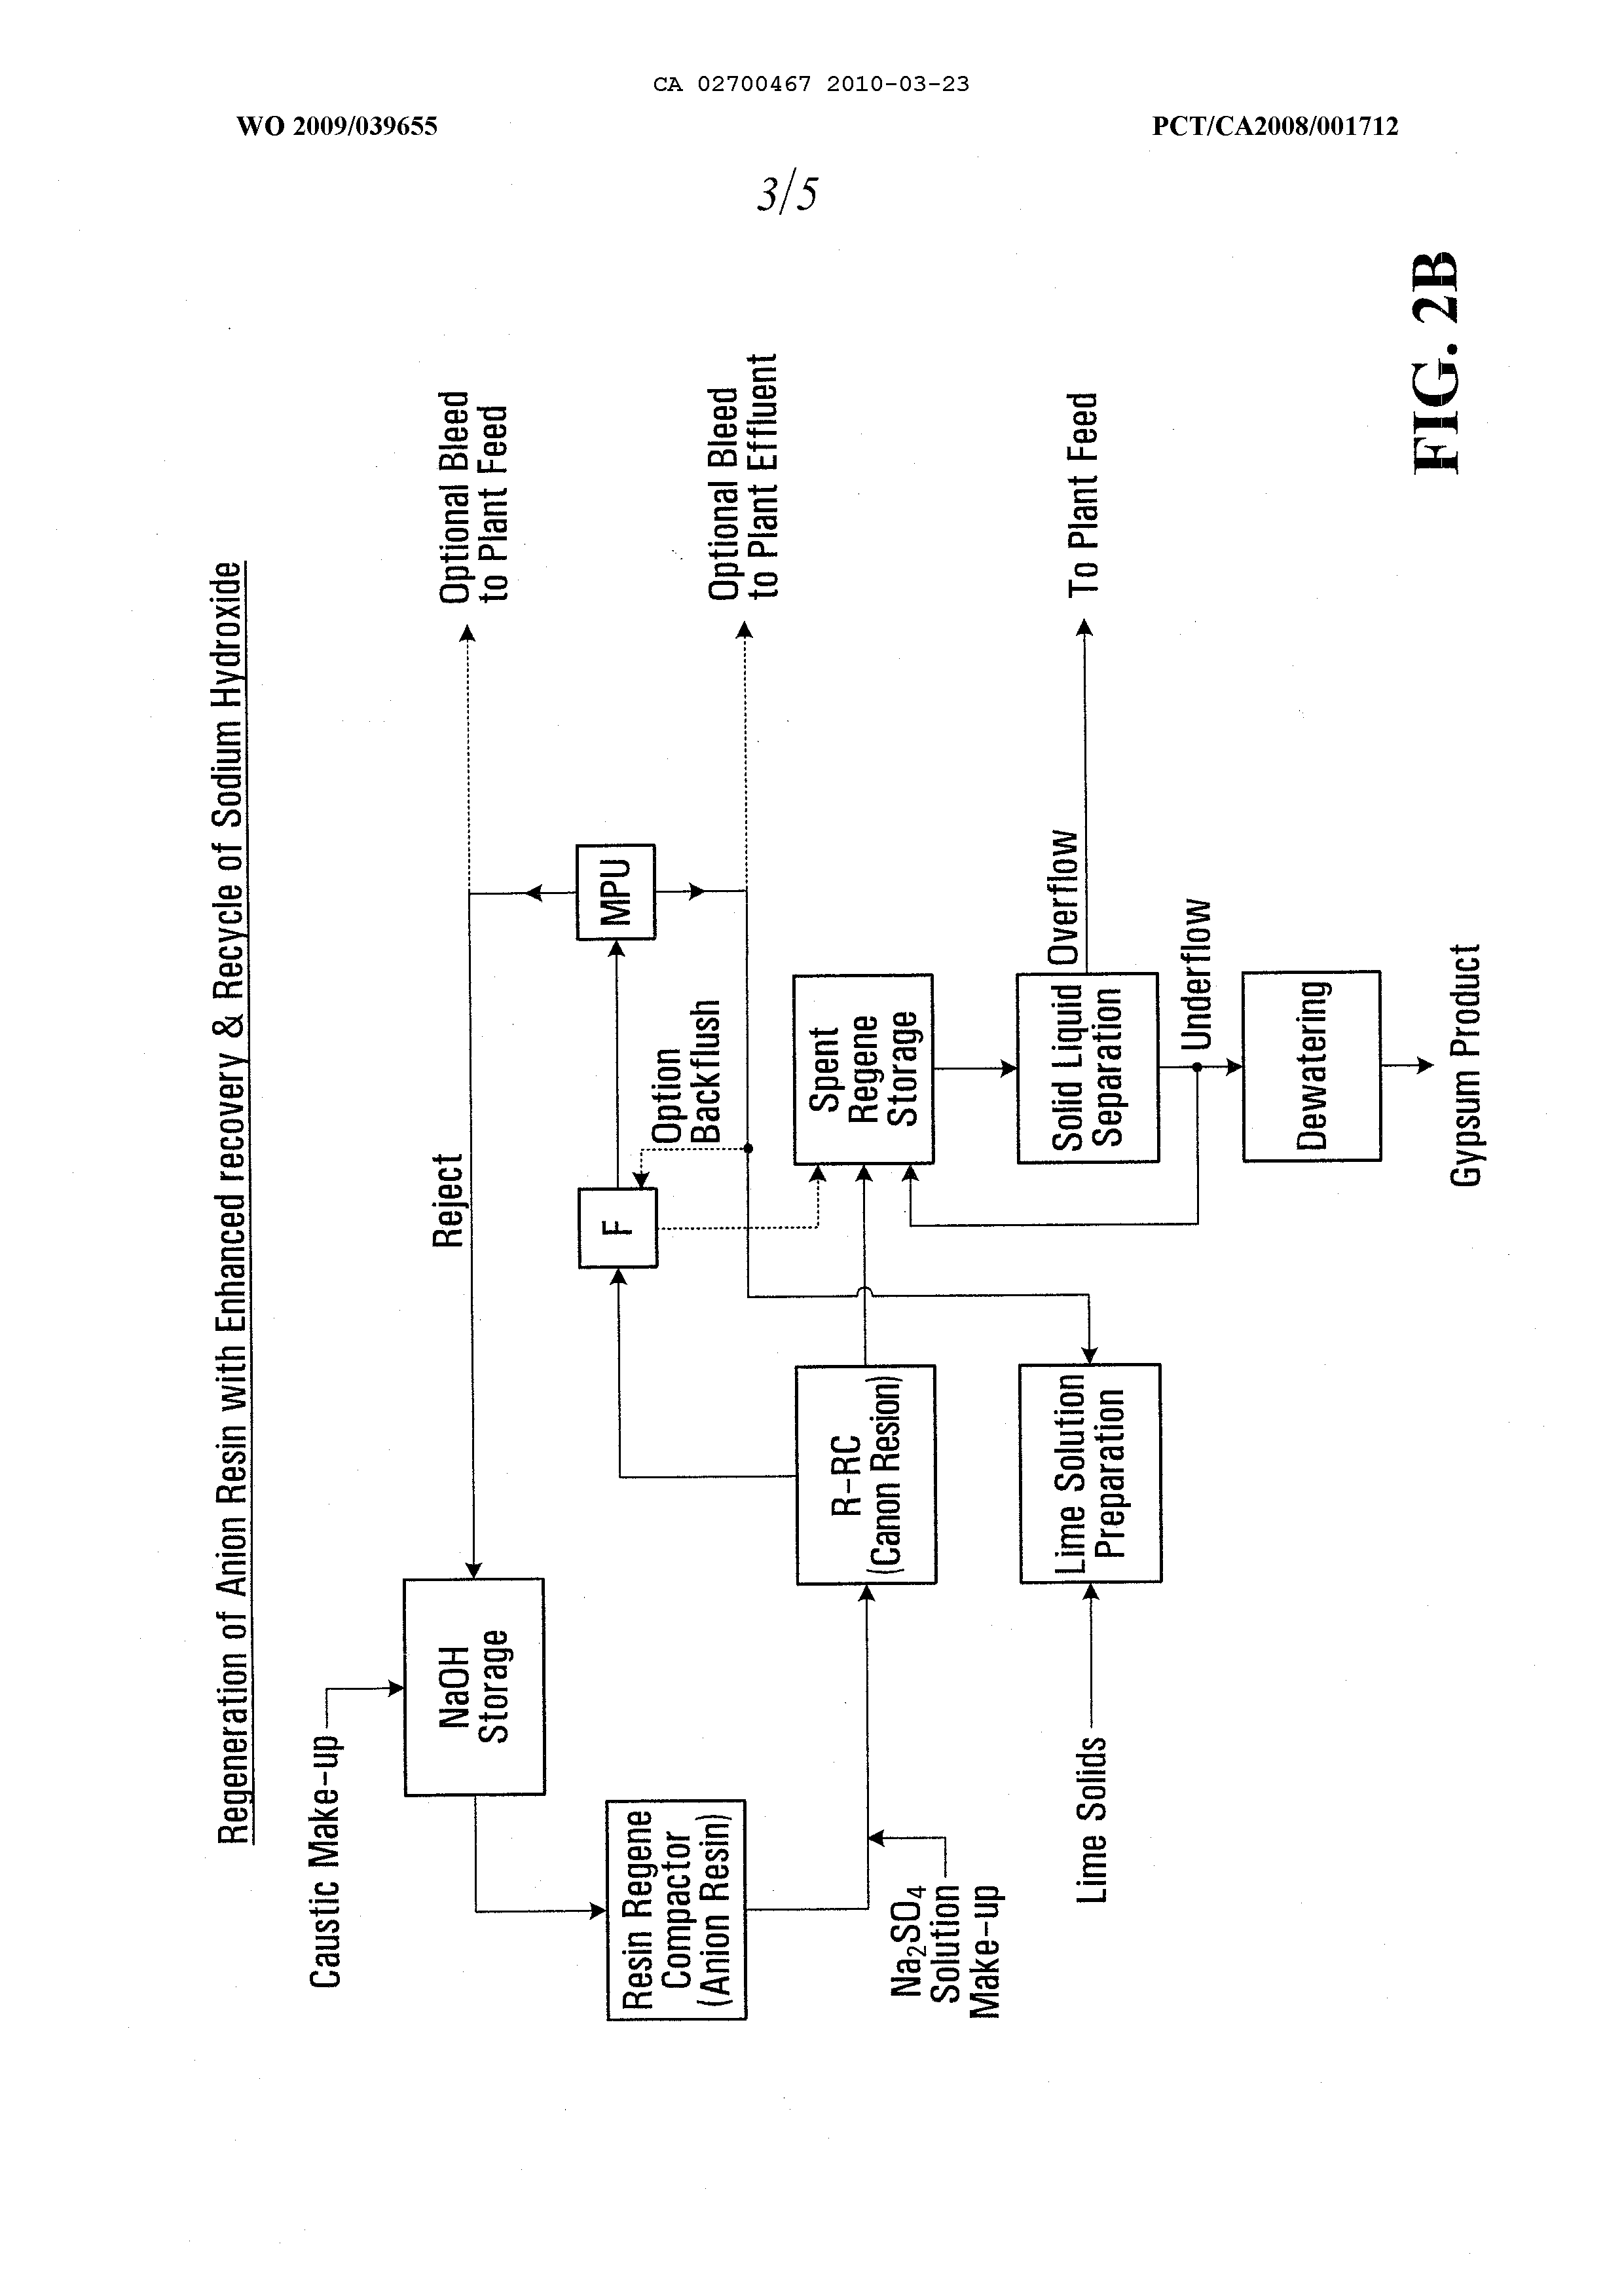 CA 02700467 2010-03-23
WO 2009/039655
PCT/CA2008/001712
3/5
Regeneration of Anion Resin with Enhanced recovery & Recycle of Sodium Hydroxide
Caustic Make-up
NaOH
Storage
Reject
Optional Bleed
to Plant Feed
Resin Regene
Compactor
(Anion Resin)
F
Option
Backflush
MPU
Optional Bleed
to Plant Effluent
Na2SO4
Solution
Make-up
R-RC
(Canon Resion)
Spent
Regene
Storage
Lime Solids
Lime Solution
Preparation
Solid Liquid
Separation
Overflow
To Plant Feed
Underflow
Dewatering
Gypsum Product
FIG. 2B